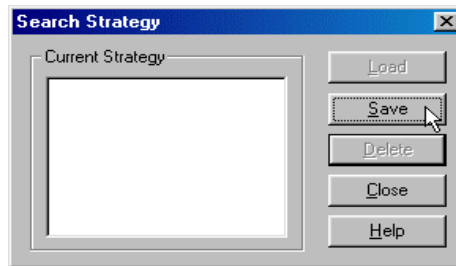 Search Strategy
Current Strategy
Load
Save
Delete
Close
Help